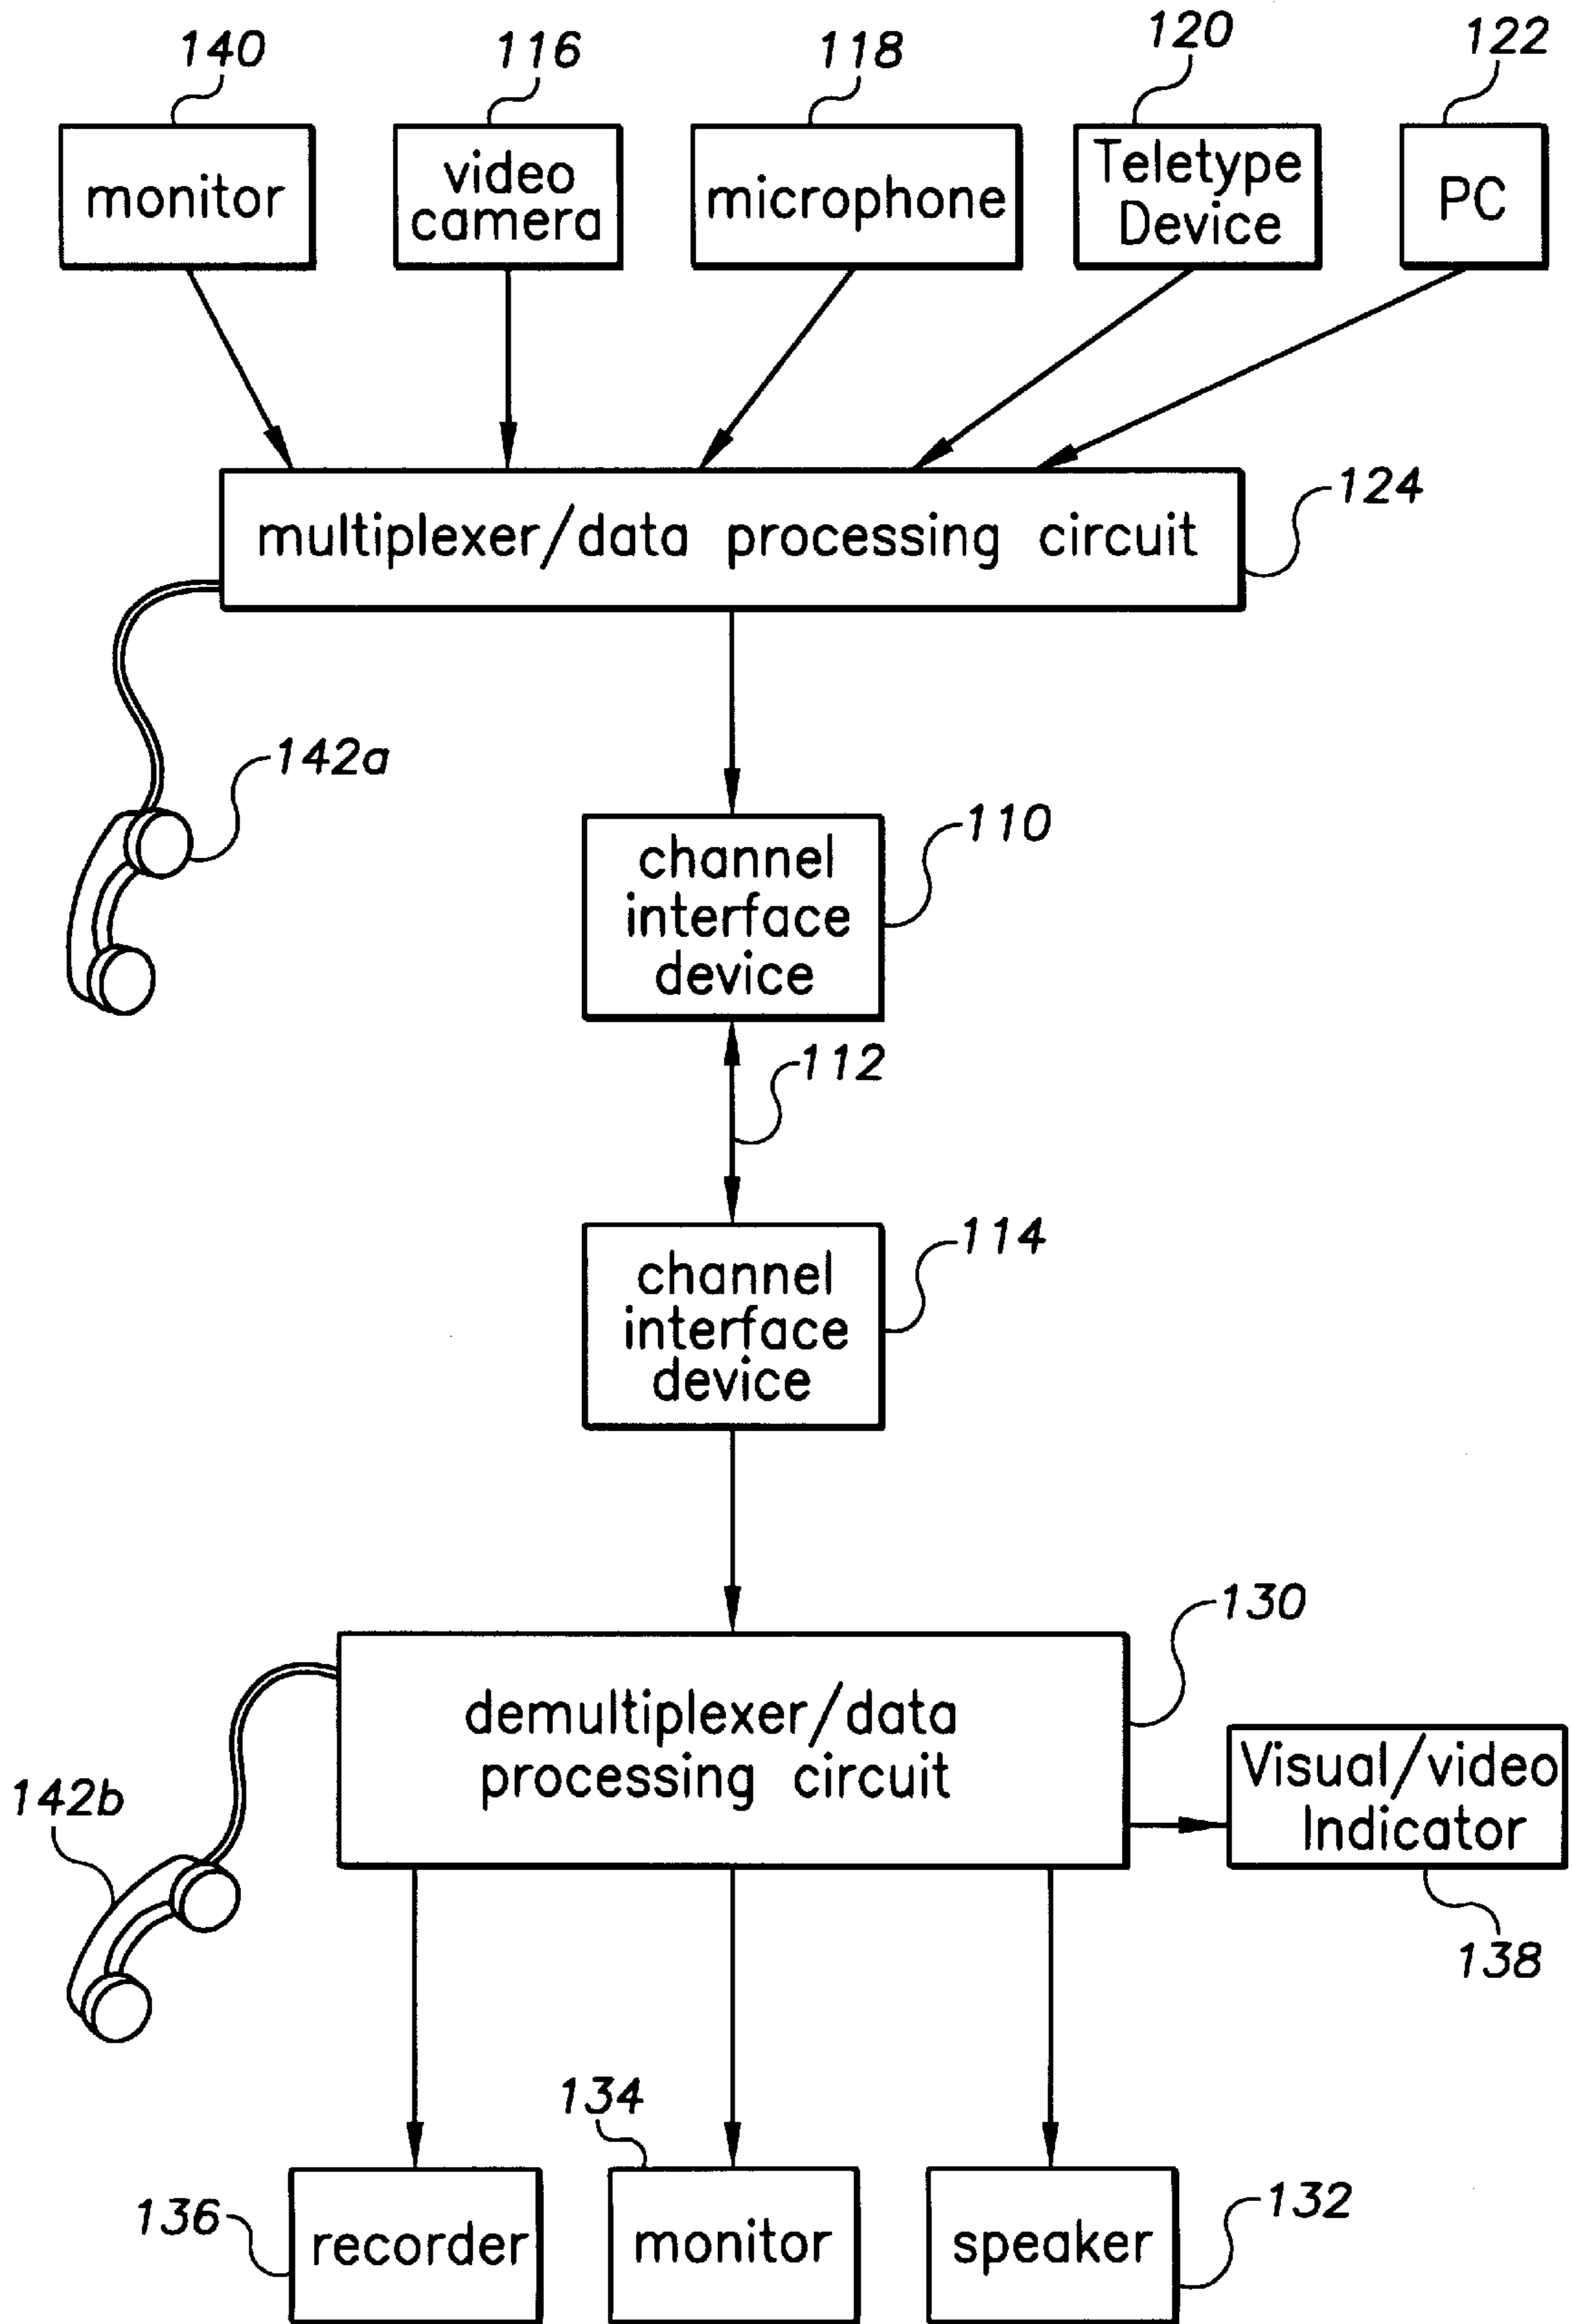 140
116
118
120
122
monitor
video
camera
microphone
Teletype
Device
PC
124
multiplexer/data processing circuit
142a
110
channel
interface
device
112
114
channel
interface
device
130
demultiplexer/data
processing circuit
Visual/video
Indicator
142b
138
134
136
recorder
monitor
speaker
132